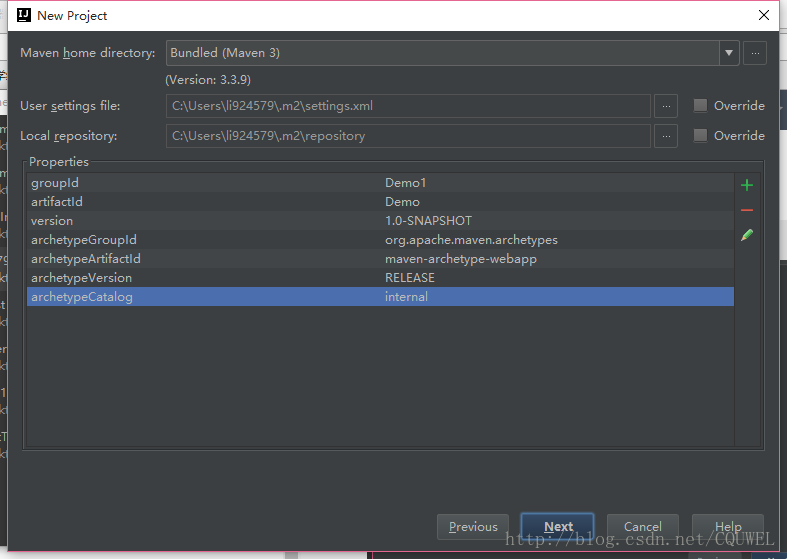 New Project
Maven home directory: Bundled (Maven 3) ...
(Version: 3.3.9)
User settings file: C:\Users\li924579\.m2\settings.xml ... Override
Local repository: C:\Users\li924579\.m2\repository ... Override
Properties
groupId Demo1
artifactId Demo
version 1.0-SNAPSHOT
archetypeGroupId org.apache.maven.archetypes
archetypeArtifactId maven-archetype-webapp
archetypeVersion RELEASE
archetypeCatalog internal
Previous Next Cancel Help
http://blog.csdn.net/CQUWEL